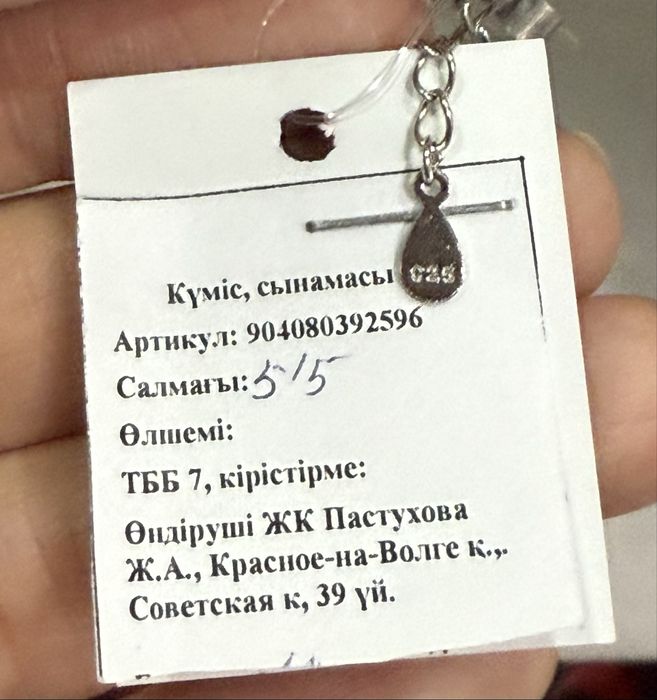 Күміс, сынамасы
925
Артикул: 904080392596
Салмағы: 5,5
Өлшемі:
ТББ 7, кірістірме:
Өндіруші ЖК Пастухова
Ж.А., Красное-на-Волге к.,.
Советская к, 39 үй.